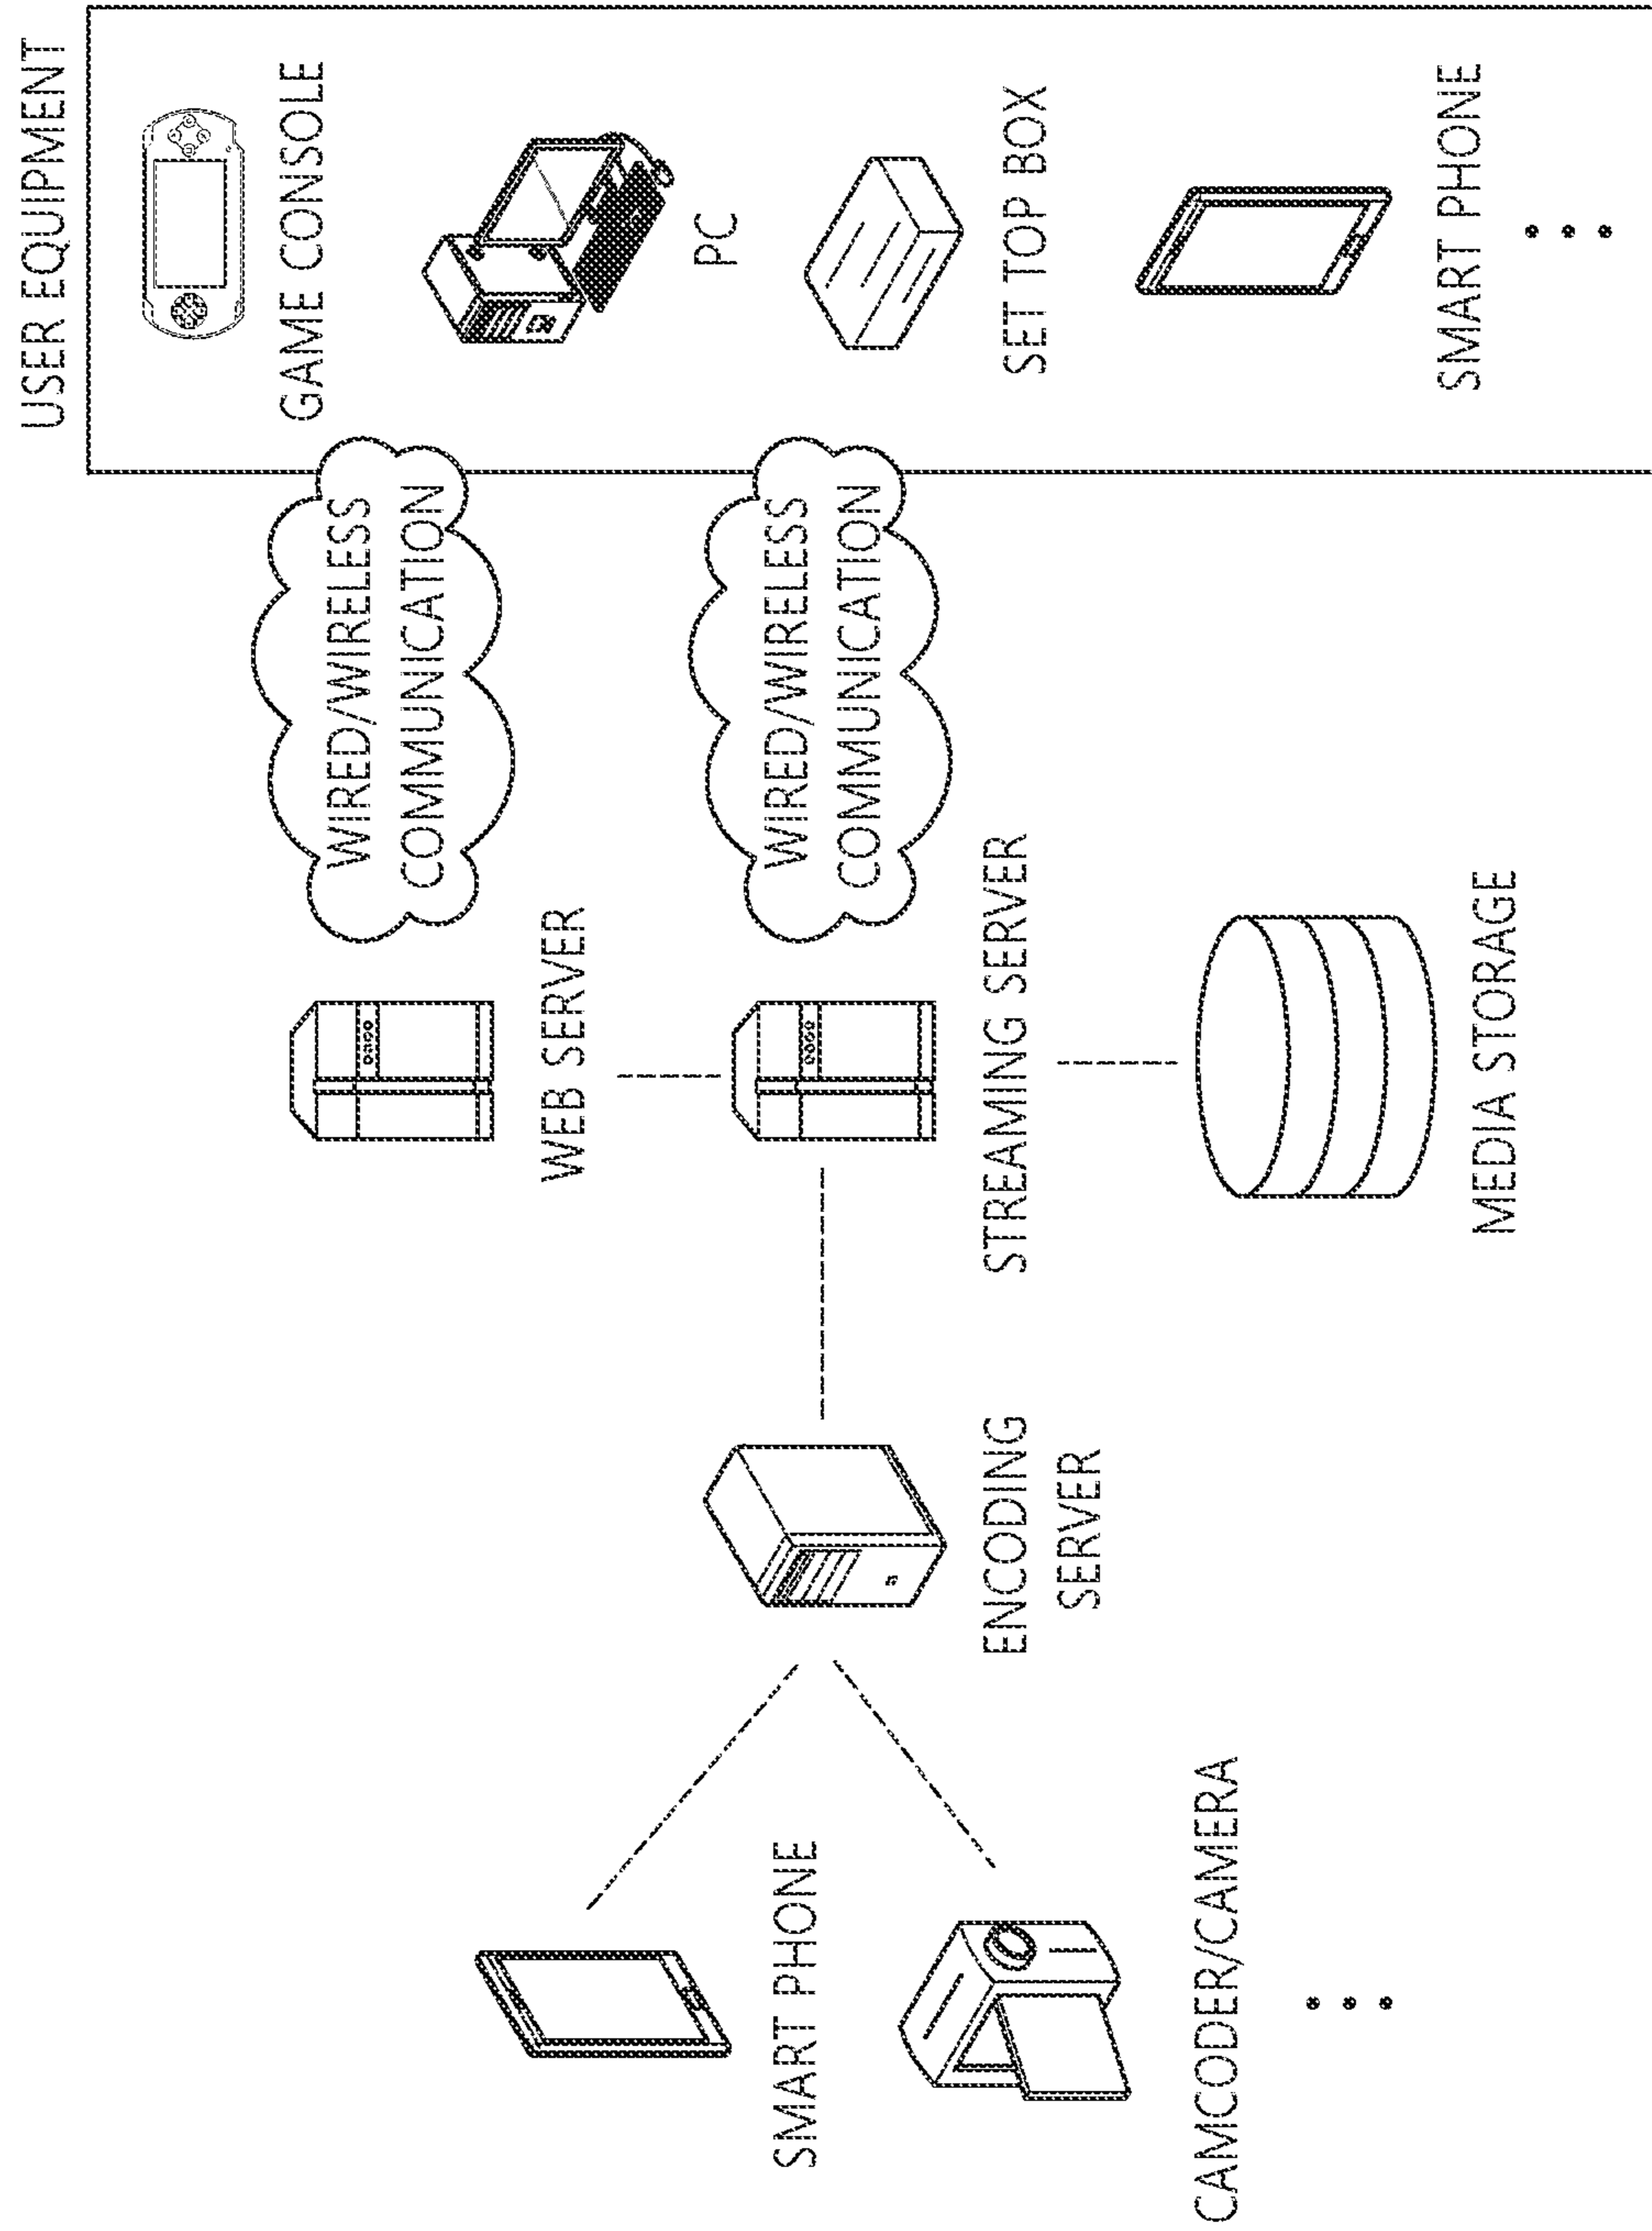 USER EQUIPMENT
GAME CONSOLE
PC
SET TOP BOX
SMART PHONE
WIRED/WIRELESS
COMMUNICATION
WIRED/WIRELESS
COMMUNICATION
WEB SERVER
STREAMING SERVER
MEDIA STORAGE
ENCODING
SERVER
SMART PHONE
CAMCODER/CAMERA